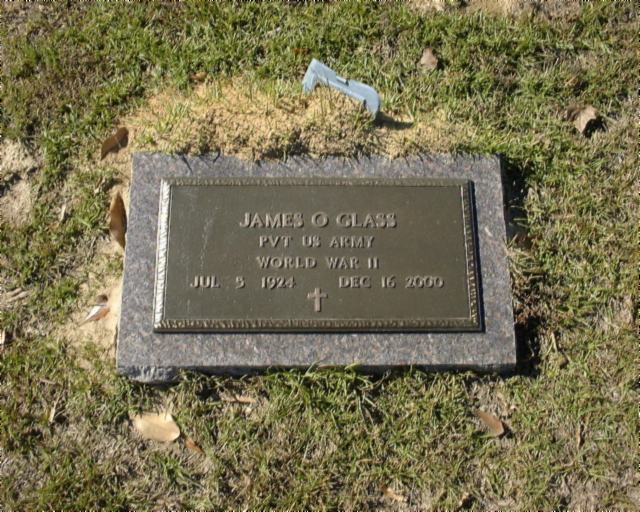 JAMES O GLASS
PVT US ARMY
WORLD WAR II
JUL 5 1924 DEC 16 2000